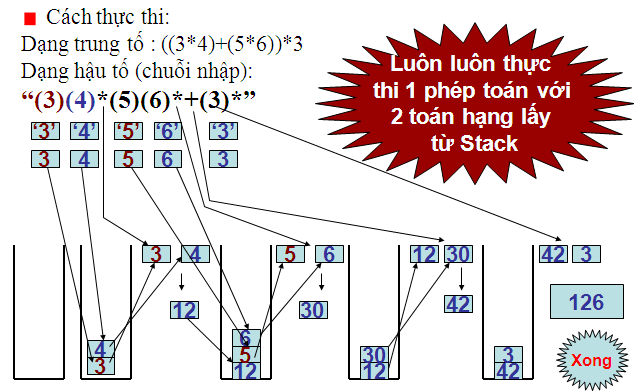 Cách thực thi:
Dạng trung tố : ((3*4)+(5*6))*3
Dạng hậu tố (chuỗi nhập):
“(3)(4)*(5)(6)*+(3)*”
Luôn luôn thực
thi 1 phép toán với
2 toán hạng lấy
từ Stack
‘3’ ‘4’ ‘5’ ‘6’ ‘3’
3 4 5 6 3
3 4 5 6 12 30 42 3
12 30 42
126
4
3
6
5
12
30
12
3
42
Xong